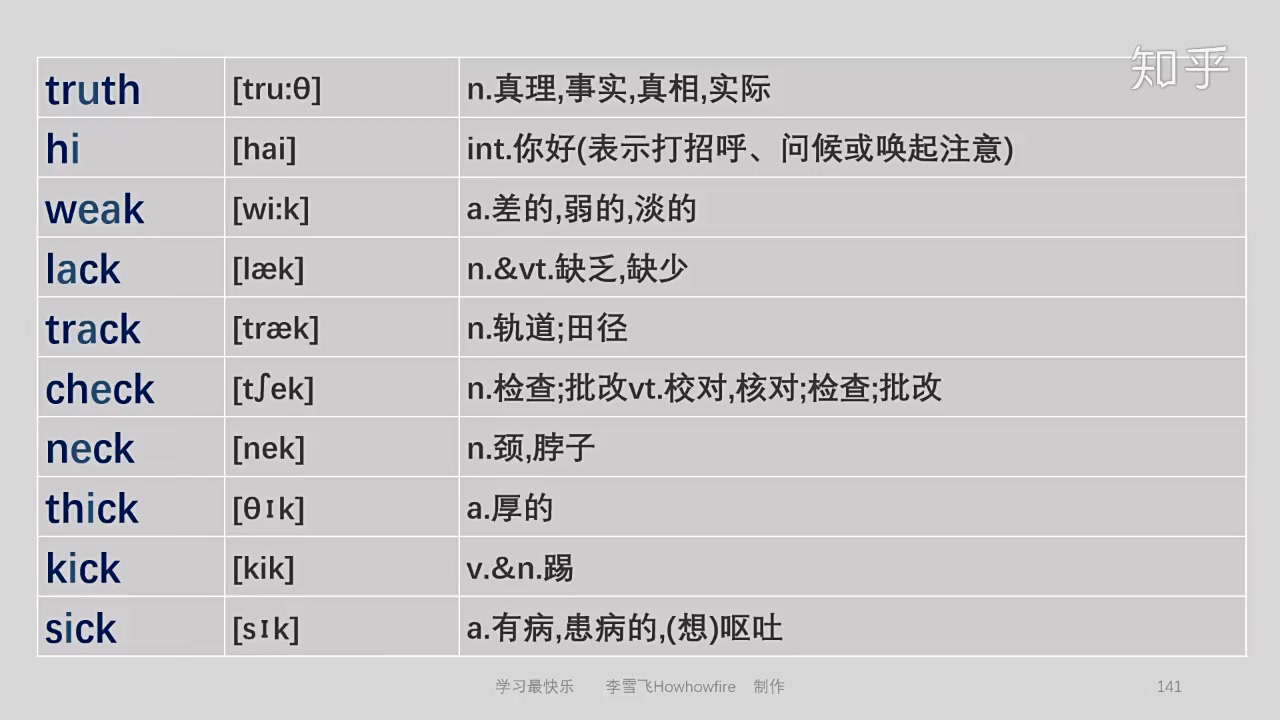 知乎
truth [tru:θ] n.真理,事实,真相,实际
hi [hai] int.你好(表示打招呼、问候或唤起注意)
weak [wi:k] a.差的,弱的,淡的
lack [læk] n.&vt.缺乏,缺少
track [træk] n.轨道;田径
check [tʃek] n.检查;批改vt.校对,核对;检查;批改
neck [nek] n.颈,脖子
thick [θɪk] a.厚的
kick [kik] v.&n.踢
sick [sɪk] a.有病,患病的,(想)呕吐
学习最快乐 李雪飞Howhowfire 制作 141